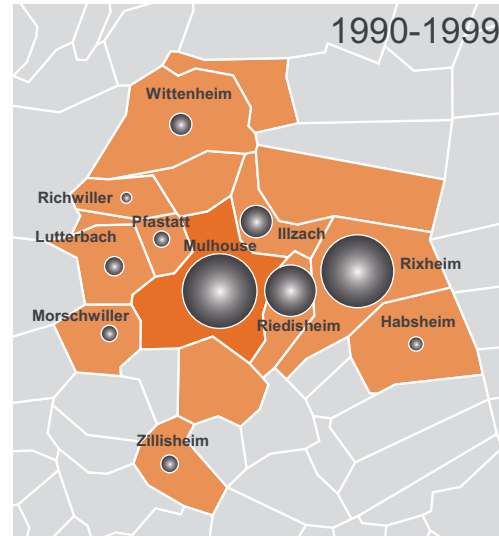 1990-1999
Wittenheim
Richwiller
Pfastatt
Illzach
Lutterbach
Mulhouse
Rixheim
Morschwiller
Riedisheim
Habsheim
Zillisheim